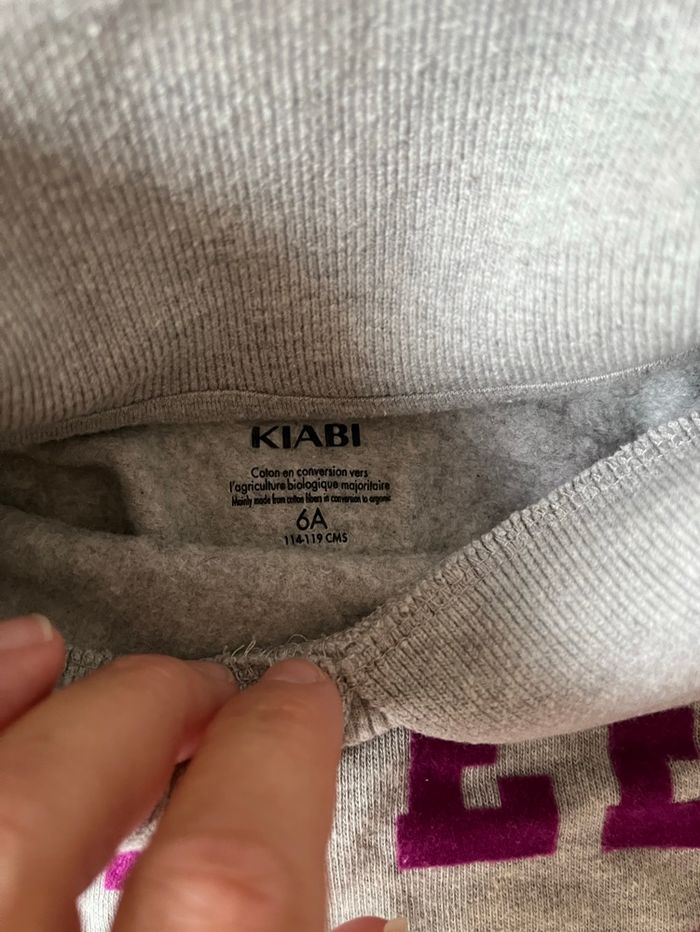 KIABI
Coton en conversion vers
l'agriculture biologique majoritaire
Mainly made from cotton fibers in conversion to organic
6A
114-119 CMS